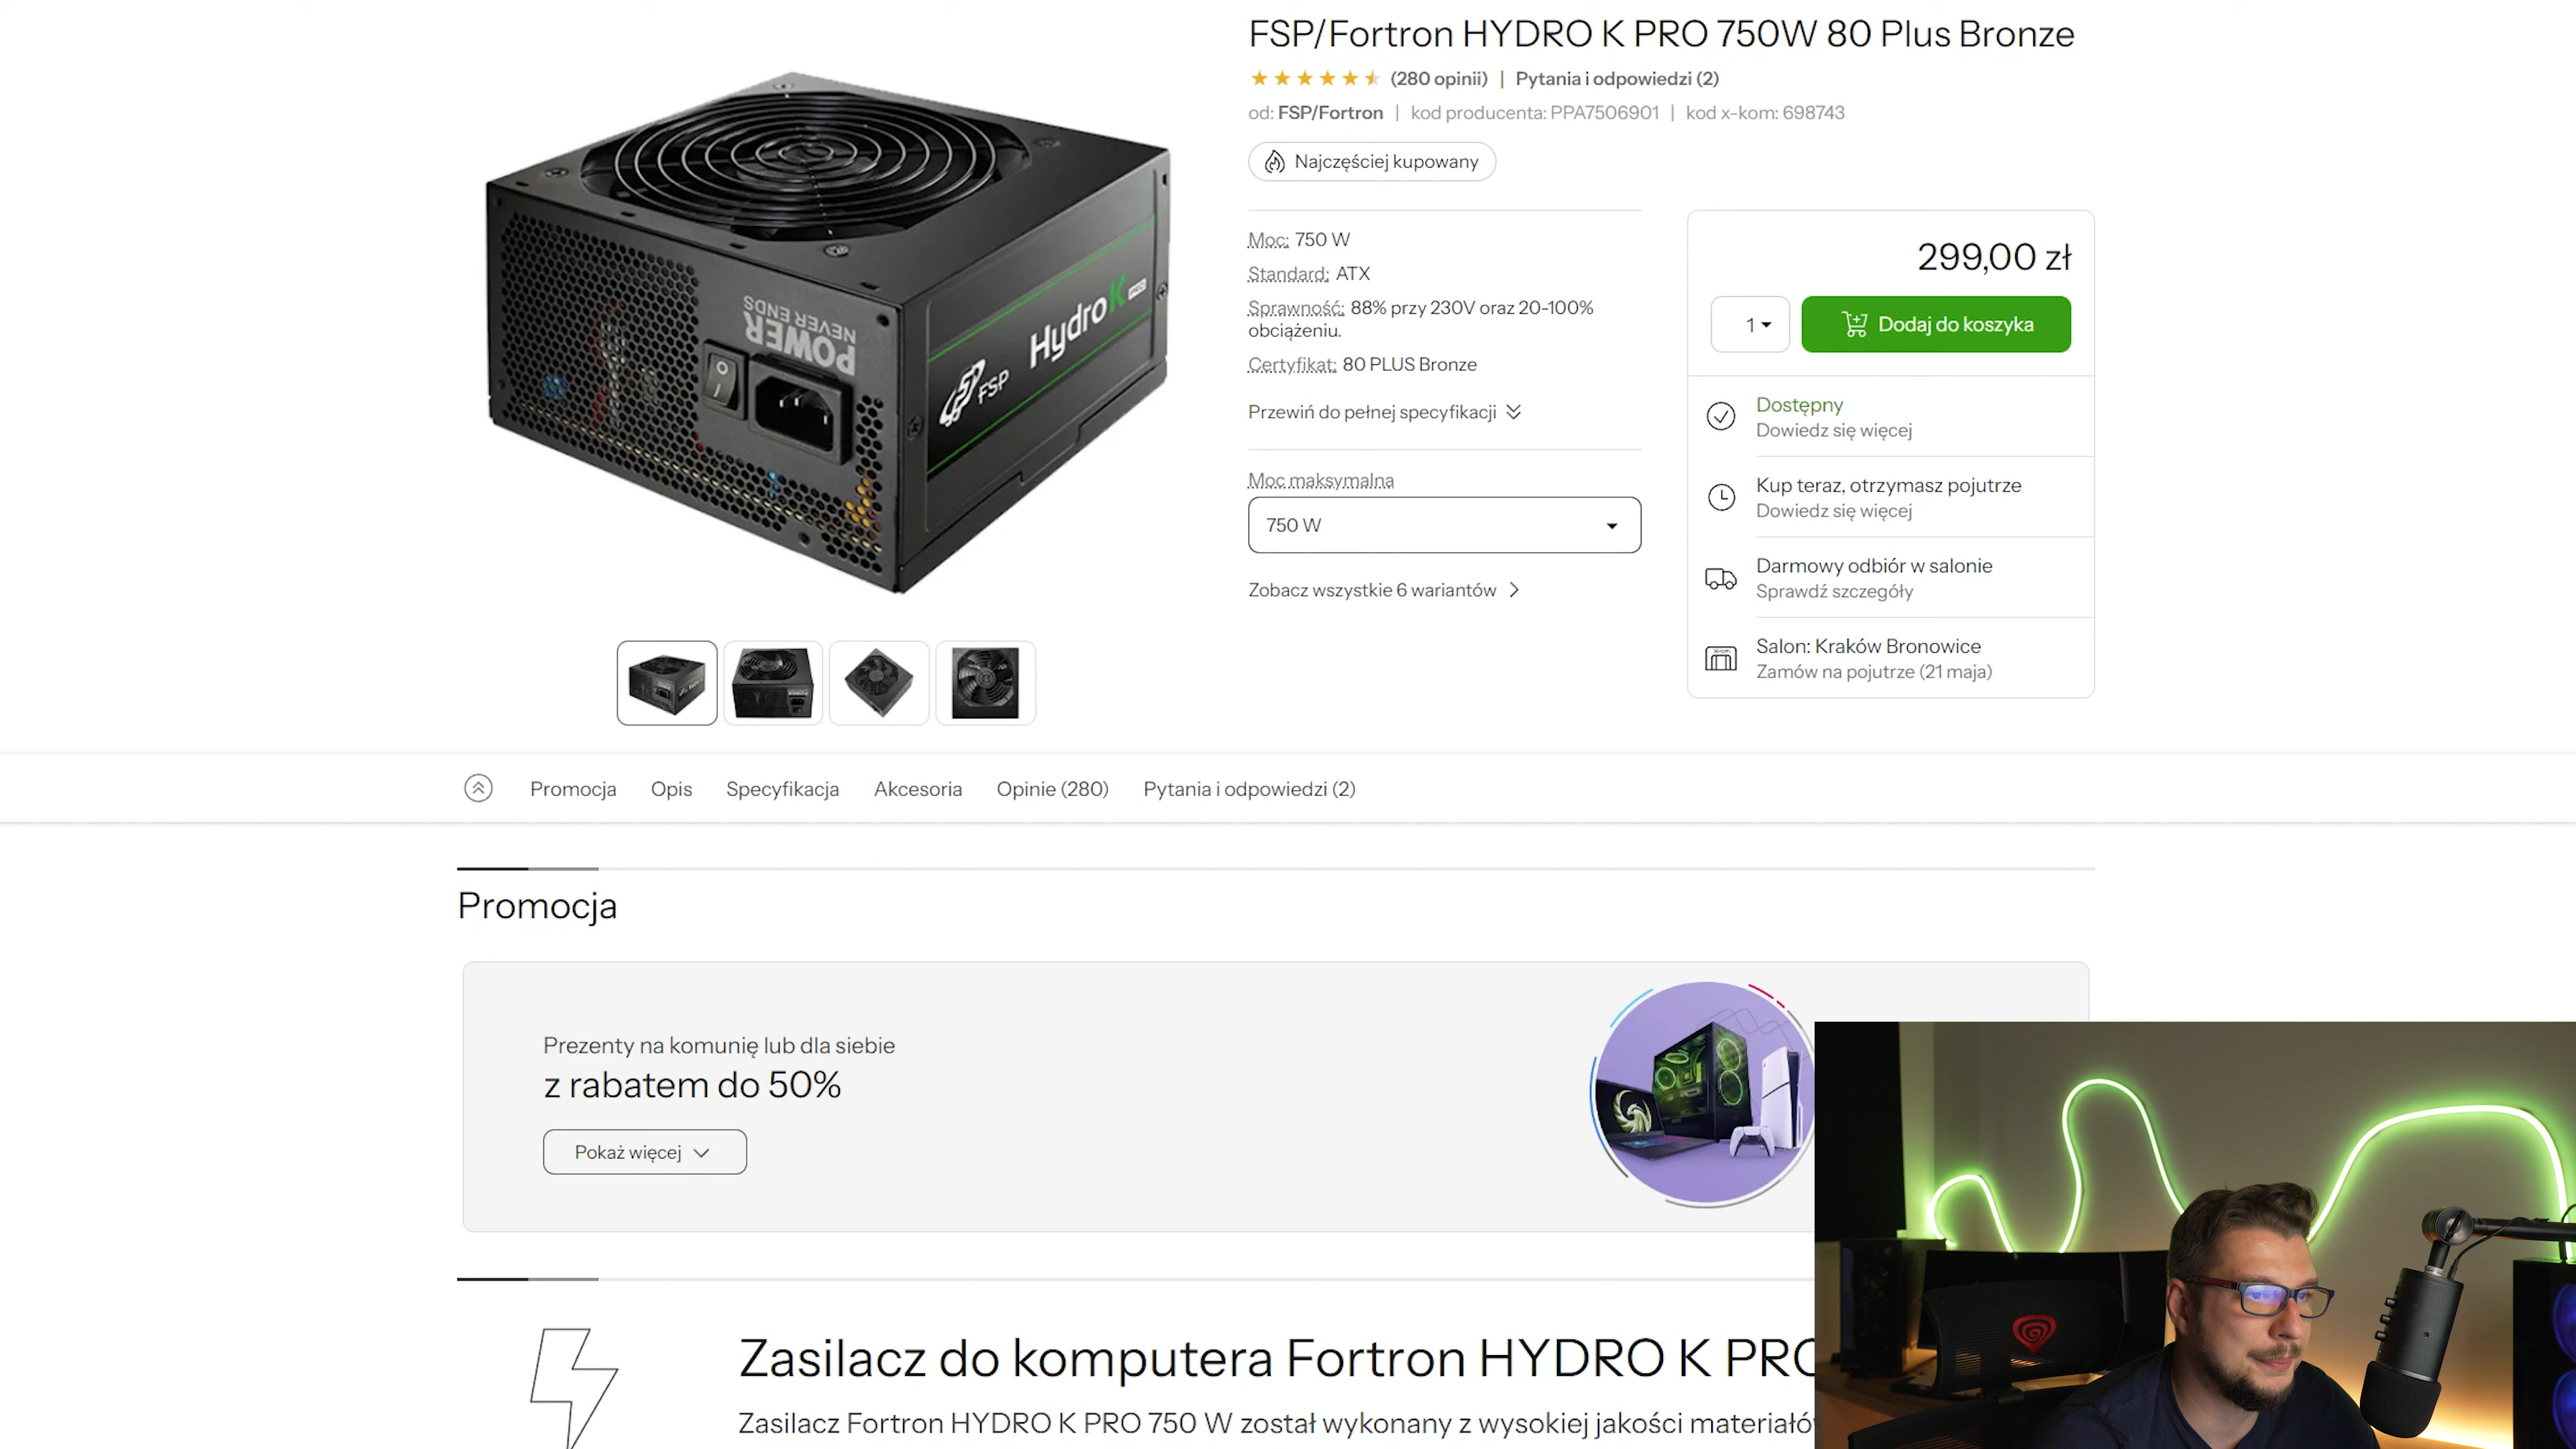 FSP/Fortron HYDRO K PRO 750W 80 Plus Bronze
(280 opinii) | Pytania i odpowiedzi (2)
od: FSP/Fortron | kod producenta: PPA7506901 | kod x-kom: 698743
Najczęściej kupowany
POWER
NEVER ENDS
FSP
HydroK PRO
Moc: 750 W
Standard: ATX
Sprawność: 88% przy 230V oraz 20-100%
obciążeniu.
Certyfikat: 80 PLUS Bronze
Przewiń do pełnej specyfikacji
Moc maksymalna
750 W
Zobacz wszystkie 6 wariantów
299,00 zł
1
Dodaj do koszyka
Dostępny
Dowiedz się więcej
Kup teraz, otrzymasz pojutrze
Dowiedz się więcej
Darmowy odbiór w salonie
Sprawdź szczegóły
Salon: Kraków Bronowice
Zamów na pojutrze (21 maja)
Promocja Opis Specyfikacja Akcesoria Opinie (280) Pytania i odpowiedzi (2)
Promocja
Prezenty na komunię lub dla siebie
z rabatem do 50%
Pokaż więcej
Zasilacz do komputera Fortron HYDRO K PRO
Zasilacz Fortron HYDRO K PRO 750 W został wykonany z wysokiej jakości materiałó